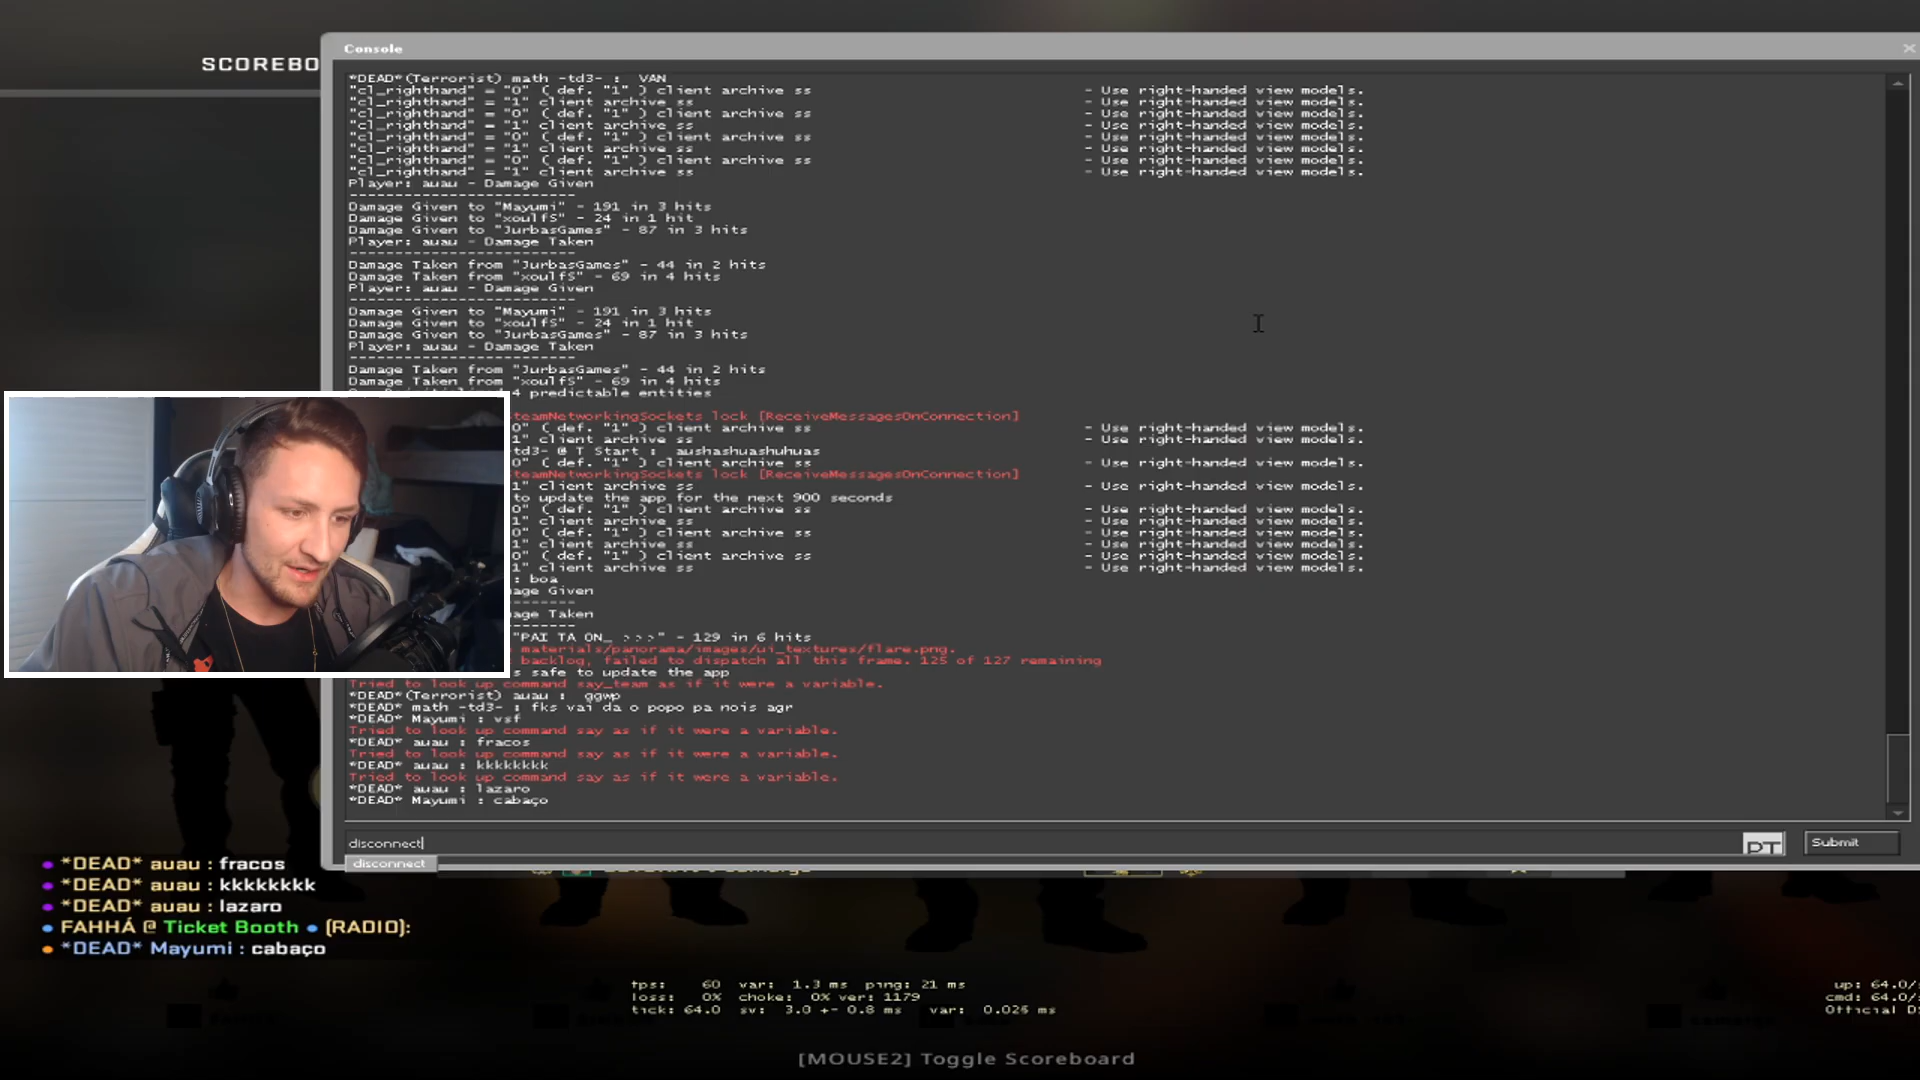 SCOREBO
Console
*DEAD*(Terrorist) math -td3- :  VAN
"cl_righthand" = "0" ( def. "1" ) client archive ss - Use right-handed view models.
"cl_righthand" = "1" client archive ss - Use right-handed view models.
"cl_righthand" = "0" ( def. "1" ) client archive ss - Use right-handed view models.
"cl_righthand" = "1" client archive ss - Use right-handed view models.
"cl_righthand" = "0" ( def. "1" ) client archive ss - Use right-handed view models.
"cl_righthand" = "1" client archive ss - Use right-handed view models.
"cl_righthand" = "0" ( def. "1" ) client archive ss - Use right-handed view models.
"cl_righthand" = "1" client archive ss - Use right-handed view models.
Player: auau - Damage Given
-------------------------
Damage Given to "Mayumi" - 191 in 3 hits
Damage Given to "xoulfS" - 24 in 1 hit
Damage Given to "JurbasGames" - 87 in 3 hits
Player: auau - Damage Taken
-------------------------
Damage Taken from "JurbasGames" - 44 in 2 hits
Damage Taken from "xoulfS" - 69 in 4 hits
Player: auau - Damage Given
-------------------------
Damage Given to "Mayumi" - 191 in 3 hits
Damage Given to "xoulfS" - 24 in 1 hit
Damage Given to "JurbasGames" - 87 in 3 hits
Player: auau - Damage Taken
-------------------------
Damage Taken from "JurbasGames" - 44 in 2 hits
Damage Taken from "xoulfS" - 69 in 4 hits
4 predictable entities
teamNetworkingSockets lock [ReceiveMessagesOnConnection]
0" ( def. "1" ) client archive ss - Use right-handed view models.
1" client archive ss - Use right-handed view models.
td3- @ T Start :  aushashuashuhuas
0" ( def. "1" ) client archive ss - Use right-handed view models.
teamNetworkingSockets lock [ReceiveMessagesOnConnection]
1" client archive ss - Use right-handed view models.
to update the app for the next 900 seconds
0" ( def. "1" ) client archive ss - Use right-handed view models.
1" client archive ss - Use right-handed view models.
0" ( def. "1" ) client archive ss - Use right-handed view models.
1" client archive ss - Use right-handed view models.
0" ( def. "1" ) client archive ss - Use right-handed view models.
1" client archive ss - Use right-handed view models.
: boa
age Given
--------
age Taken
--------
"PAI TA ON_ >>>" - 129 in 6 hits
materials/panorama/images/ui_textures/flare.png.
backlog, failed to dispatch all this frame. 125 of 127 remaining
s safe to update the app
Tried to look up command say_team as if it were a variable.
*DEAD*(Terrorist) auau :  ggwp
*DEAD* math -td3- : fks vai da o popo pa nois agr
*DEAD* Mayumi : vsf
Tried to look up command say as if it were a variable.
*DEAD* auau : fracos
Tried to look up command say as if it were a variable.
*DEAD* auau : kkkkkkkk
Tried to look up command say as if it were a variable.
*DEAD* auau : lazaro
*DEAD* Mayumi : cabaço
disconnect
PT
Submit
disconnect
*DEAD* auau : fracos
*DEAD* auau : kkkkkkkk
*DEAD* auau : lazaro
FAHHÁ @ Ticket Booth • (RADIO):
*DEAD* Mayumi : cabaço
fps: 60 var: 1.3 ms ping: 21 ms
loss: 0% choke: 0% ver: 1179
tick: 64.0 sv: 3.0 +- 0.8 ms var: 0.025 ms
up: 64.0/
cmd: 64.0/
Official D
[MOUSE2] Toggle Scoreboard